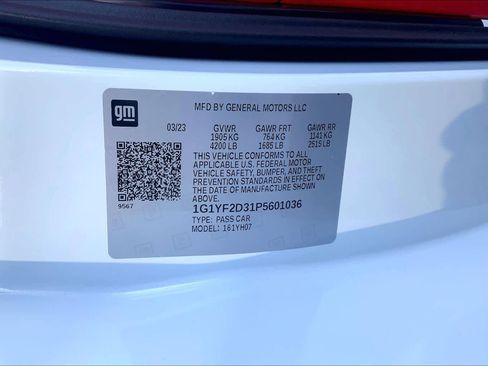 gm
MFD BY GENERAL MOTORS LLC
03/23 GVWR GAWR FRT GAWR RR
1905 KG 764 KG 1141 KG
4200 LB 1685 LB 2515 LB
THIS VEHICLE CONFORMS TO ALL
APPLICABLE U.S. FEDERAL MOTOR
VEHICLE SAFETY, BUMPER, AND THEFT
PREVENTION STANDARDS IN EFFECT ON
THE DATE OF MANUFACTURE SHOWN
ABOVE.
9567
1G1YF2D31P5601036
TYPE: PASS CAR
MODEL: 161YH07